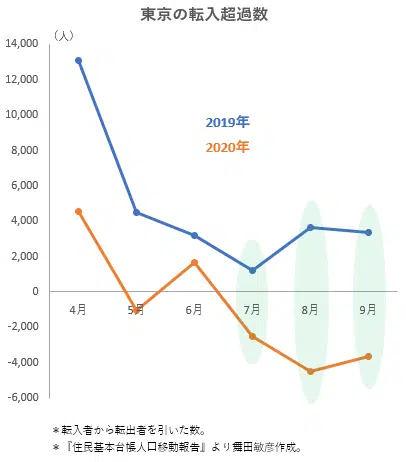 東京の転入超過数
（人）
14,000
12,000
10,000
8,000
6,000
4,000
2,000
0
-2,000
-4,000
-6,000
2019年
2020年
4月 5月 6月 7月 8月 9月
＊転入者から転出者を引いた数。
＊『住民基本台帳人口移動報告』より舞田敏彦作成。